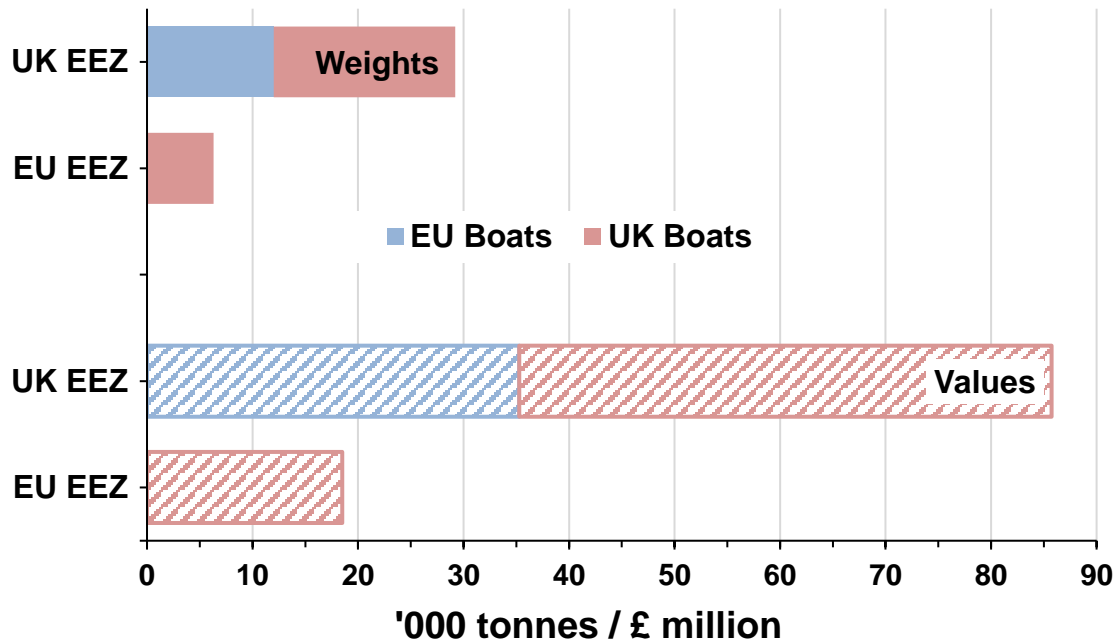 UK EEZ
Weights
EU EEZ
EU Boats UK Boats
UK EEZ
Values
EU EEZ
0 10 20 30 40 50 60 70 80 90
'000 tonnes / £ million